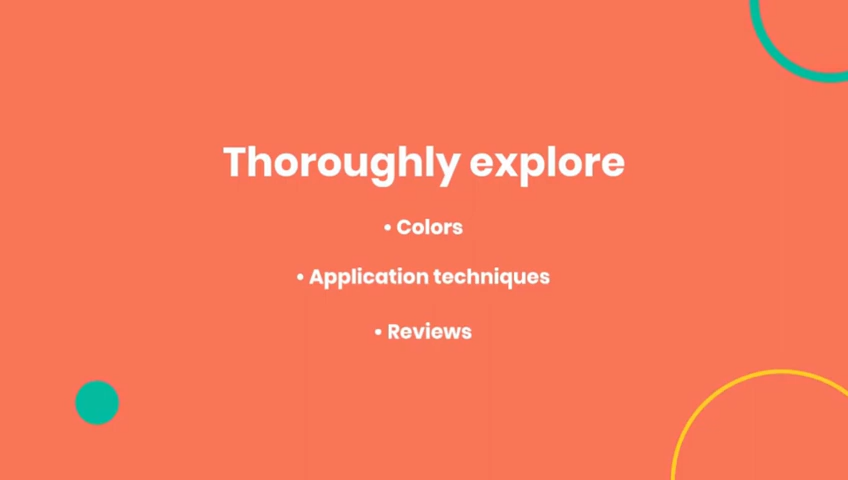 Thoroughly explore
• Colors
• Application techniques
• Reviews